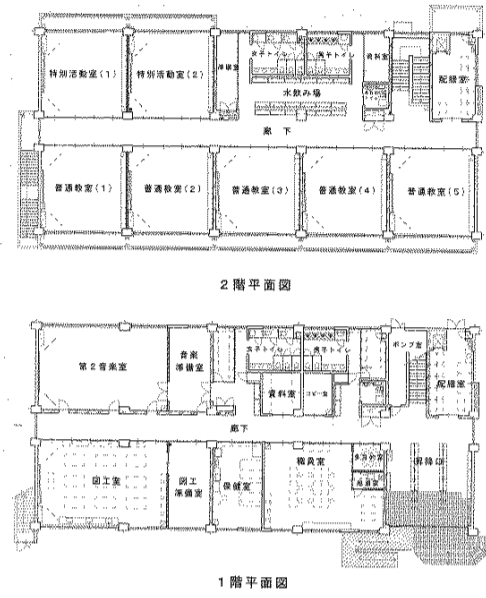 特別活動室(1)
特別活動室(2)
準備室
女子トイレ
男子トイレ
資料室
配膳室
水飲み場
廊下
普通教室(1)
普通教室(2)
普通教室(3)
普通教室(4)
普通教室(5)
2階平面図
第2音楽室
音楽
準備室
女子トイレ
男子トイレ
ポンプ室
配膳室
資料室
コピー室
廊下
図工室
図工
準備室
保健室
職員室
昇降口
1階平面図